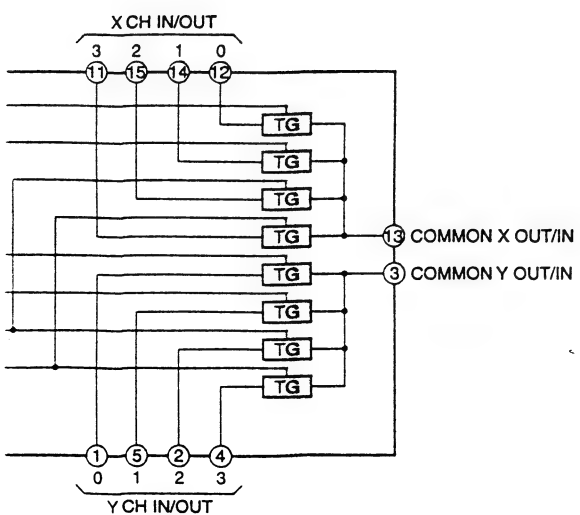 X CH IN/OUT
3 2 1 0
11 15 14 12
TG
TG
TG
TG
13 COMMON X OUT/IN
TG
3 COMMON Y OUT/IN
TG
TG
TG
1 5 2 4
0 1 2 3
Y CH IN/OUT